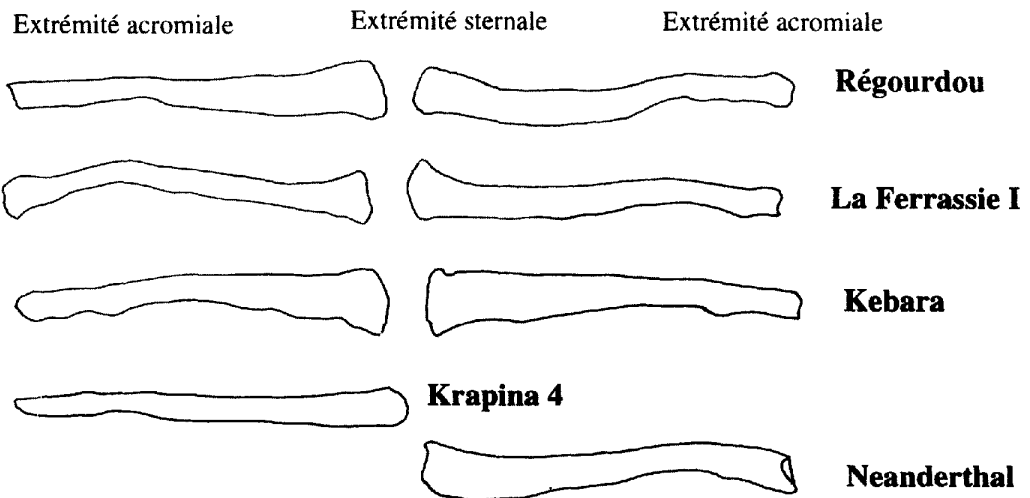 Extrémité acromiale Extrémité sternale Extrémité acromiale
Régourdou
La Ferrassie I
Kebara
Krapina 4
Neanderthal